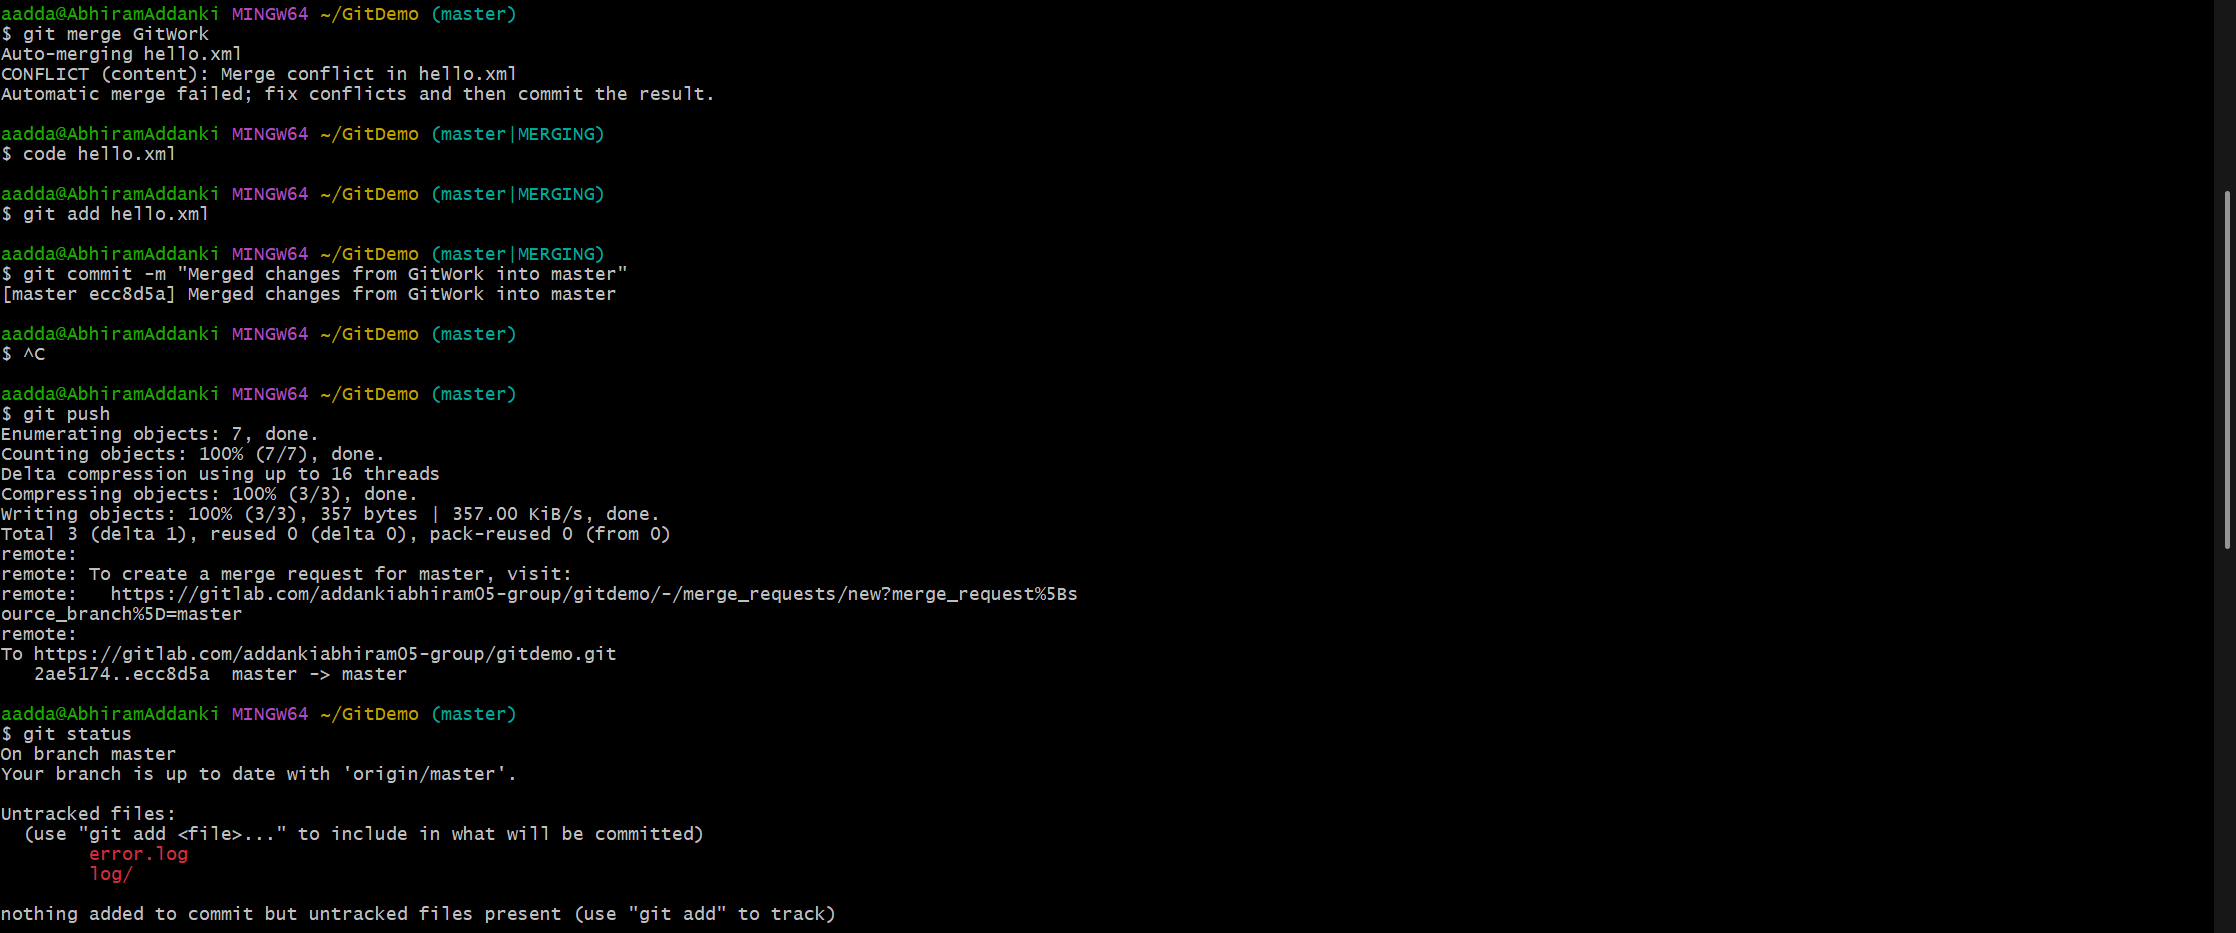 aadda@AbhiramAddanki MINGW64 ~/GitDemo (master)
$ git merge GitWork
Auto-merging hello.xml
CONFLICT (content): Merge conflict in hello.xml
Automatic merge failed; fix conflicts and then commit the result.
aadda@AbhiramAddanki MINGW64 ~/GitDemo (master|MERGING)
$ code hello.xml
aadda@AbhiramAddanki MINGW64 ~/GitDemo (master|MERGING)
$ git add hello.xml
aadda@AbhiramAddanki MINGW64 ~/GitDemo (master|MERGING)
$ git commit -m "Merged changes from GitWork into master"
[master ecc8d5a] Merged changes from GitWork into master
aadda@AbhiramAddanki MINGW64 ~/GitDemo (master)
$ ^C
aadda@AbhiramAddanki MINGW64 ~/GitDemo (master)
$ git push
Enumerating objects: 7, done.
Counting objects: 100% (7/7), done.
Delta compression using up to 16 threads
Compressing objects: 100% (3/3), done.
Writing objects: 100% (3/3), 357 bytes | 357.00 KiB/s, done.
Total 3 (delta 1), reused 0 (delta 0), pack-reused 0 (from 0)
remote:
remote: To create a merge request for master, visit:
remote:   https://gitlab.com/addankiabhiram05-group/gitdemo/-/merge_requests/new?merge_request%5Bs
ource_branch%5D=master
remote:
To https://gitlab.com/addankiabhiram05-group/gitdemo.git
   2ae5174..ecc8d5a  master -> master
aadda@AbhiramAddanki MINGW64 ~/GitDemo (master)
$ git status
On branch master
Your branch is up to date with 'origin/master'.
Untracked files:
  (use "git add <file>..." to include in what will be committed)
        error.log
        log/
nothing added to commit but untracked files present (use "git add" to track)